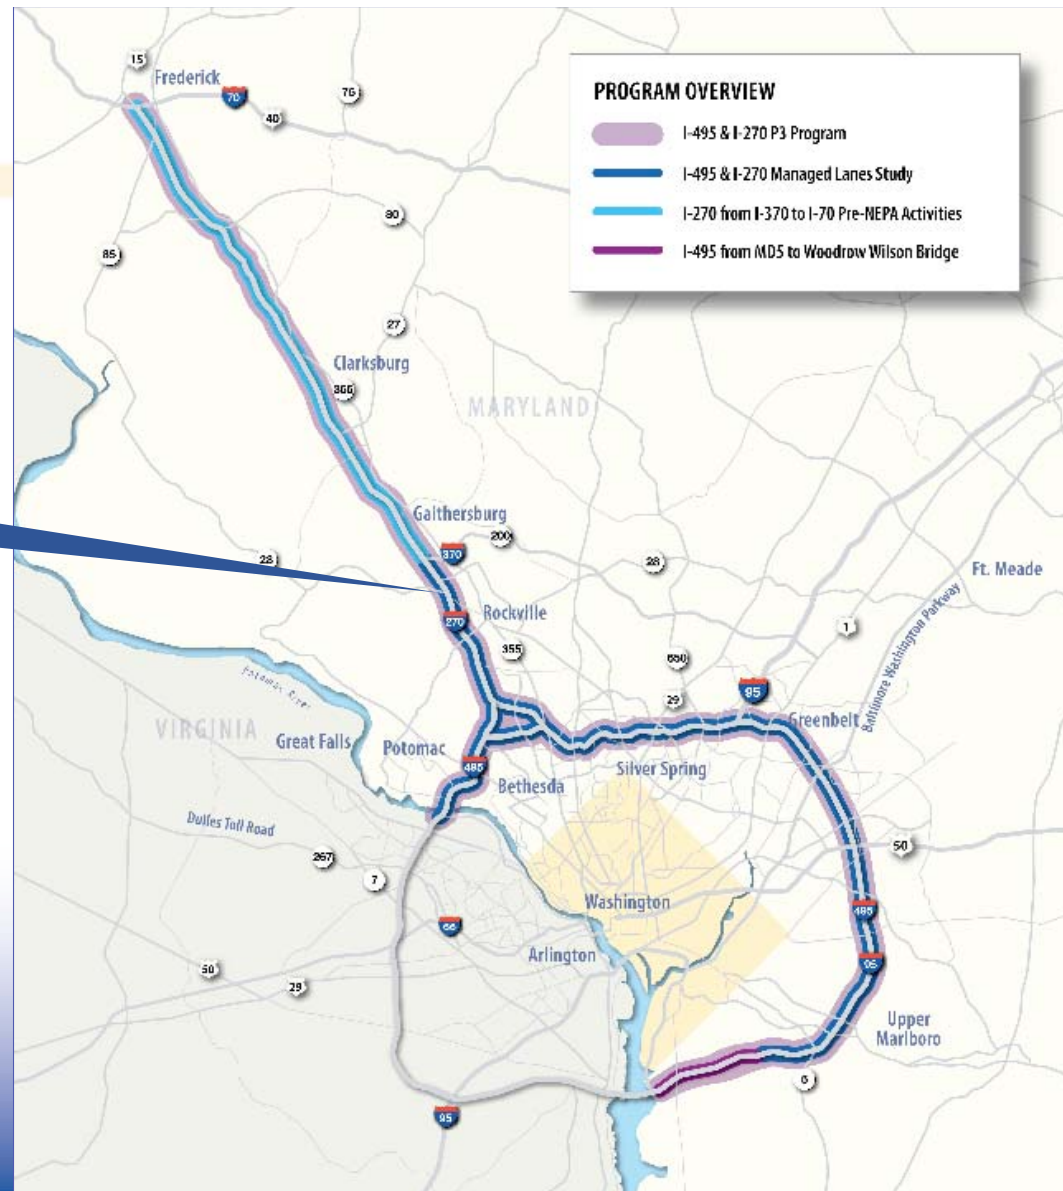 15
Frederick
70
76
40
PROGRAM OVERVIEW
I-495 & I-270 P3 Program
I-495 & I-270 Managed Lanes Study
I-270 from I-370 to I-70 Pre-NEPA Activities
I-495 from MD5 to Woodrow Wilson Bridge
80
85
27
Clarksburg
355
MARYLAND
Gaithersburg
200
370
28
28
Ft. Meade
Rockville
270
355
1
650
Baltimore Washington Parkway
Potomac River
29
95
VIRGINIA
Great Falls
Potomac
Greenbelt
495
Silver Spring
Bethesda
Dulles Toll Road
267
50
7
Washington
495
66
Arlington
95
50
29
Upper
Marlboro
95